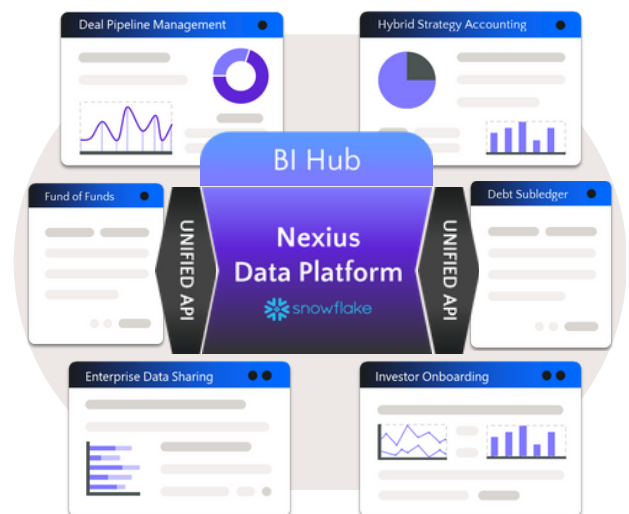 Deal Pipeline Management
Hybrid Strategy Accounting
BI Hub
Fund of Funds
Debt Subledger
UNIFIED API
Nexius
Data Platform
snowflake
UNIFIED API
Enterprise Data Sharing
Investor Onboarding